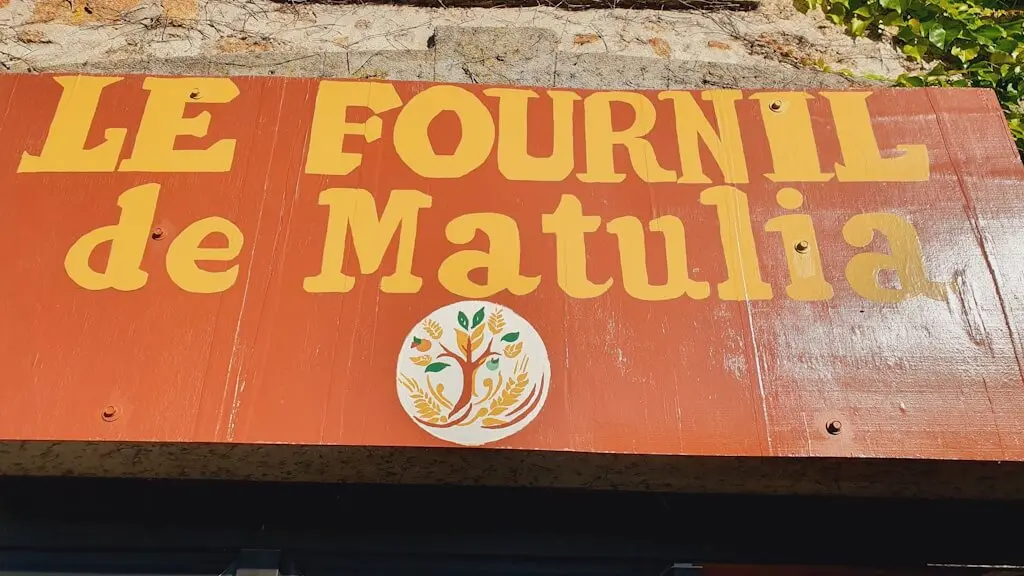 LE FOURNIL
de Matulia